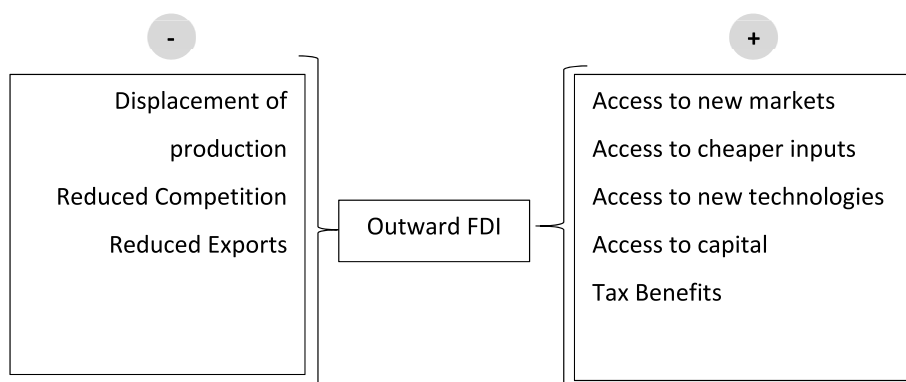 -
+
Displacement of
production
Reduced Competition
Reduced Exports
Outward FDI
Access to new markets
Access to cheaper inputs
Access to new technologies
Access to capital
Tax Benefits